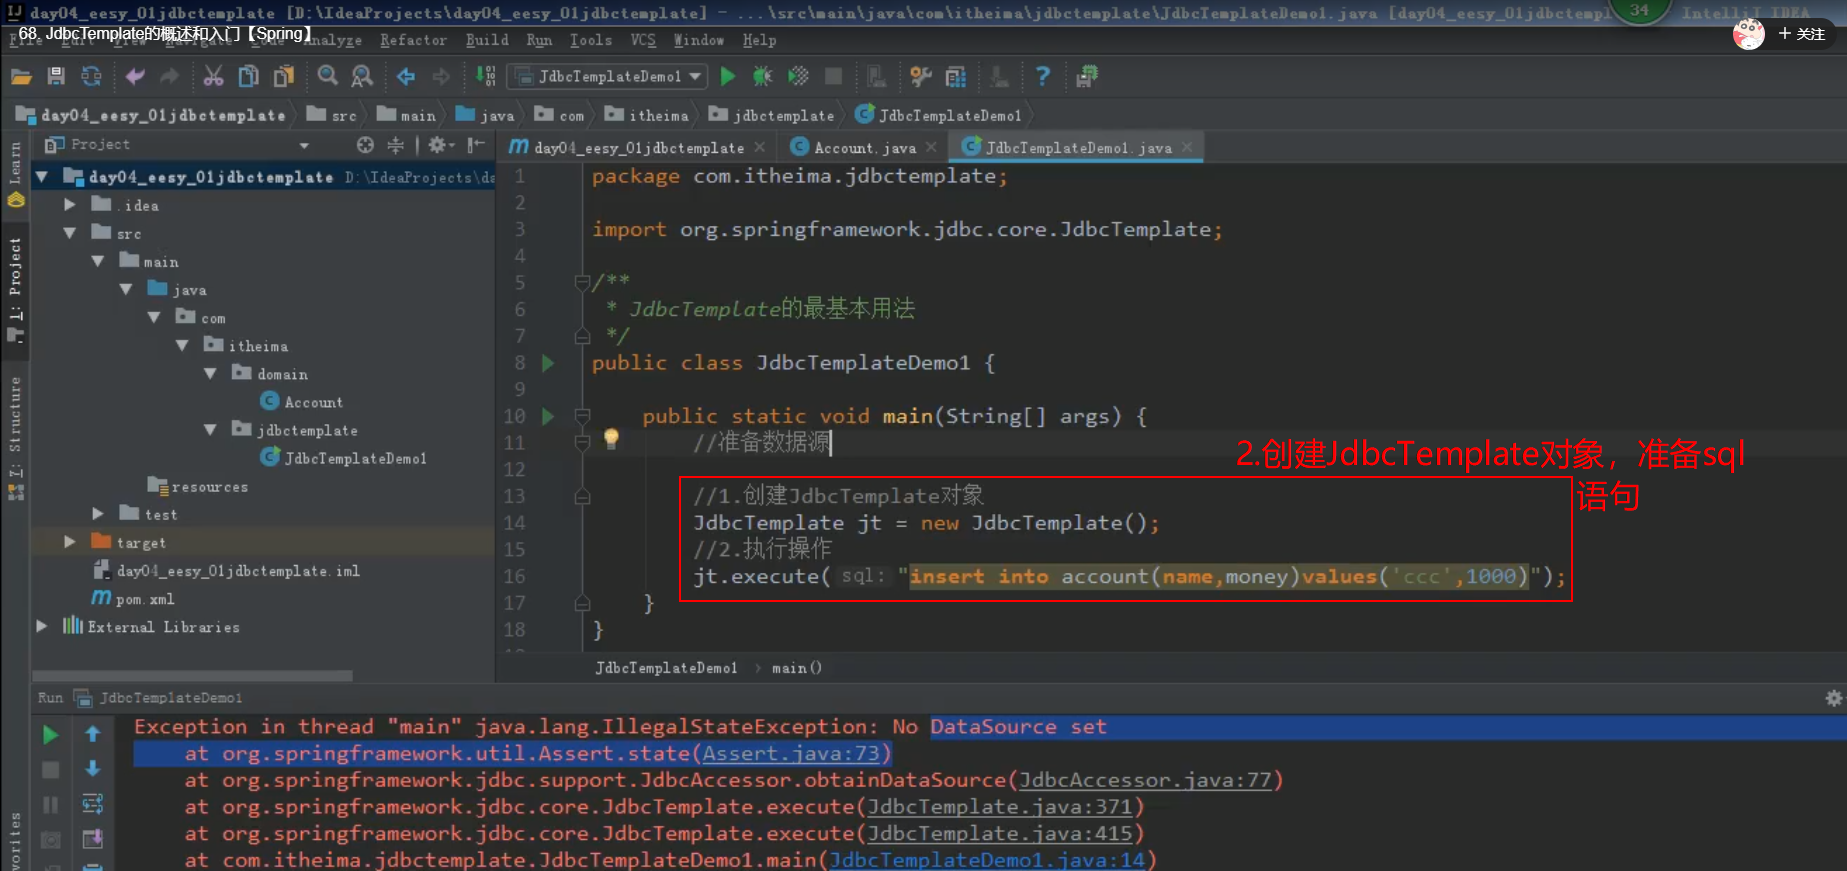 day04_eesy_01jdbctemplate [D:\IdeaProjects\day04_eesy_01jdbctemplate] - ...\src\main\java\com\itheima\jdbctemplate\JdbcTemplateDemo1.java [day04_eesy_01jdbctempl
34
IntelliJ IDEA
68. JdbcTemplate的概述和入门【Spring】
+ 关注
File Edit View Navigate Code Analyze Refactor Build Run Tools VCS Window Help
JdbcTemplateDemo1
day04_eesy_01jdbctemplate src main java com itheima jdbctemplate JdbcTemplateDemo1
Learn
1: Project
7: Structure
Project
day04_eesy_01jdbctemplate D:\IdeaProjects\da
.idea
src
main
java
com
itheima
domain
Account
jdbctemplate
JdbcTemplateDemo1
resources
test
target
day04_eesy_01jdbctemplate.iml
pom.xml
External Libraries
day04_eesy_01jdbctemplate Account.java JdbcTemplateDemo1.java
1 package com.itheima.jdbctemplate;
2
3 import org.springframework.jdbc.core.JdbcTemplate;
4
5 /**
6 * JdbcTemplate的最基本用法
7 */
8 public class JdbcTemplateDemo1 {
9
10 public static void main(String[] args) {
11 //准备数据源
12
13 //1.创建JdbcTemplate对象
14 JdbcTemplate jt = new JdbcTemplate();
15 //2.执行操作
16 jt.execute( sql: "insert into account(name,money)values('ccc',1000)");
17 }
18 }
2.创建JdbcTemplate对象，准备sql
语句
JdbcTemplateDemo1 › main()
Run JdbcTemplateDemo1
Exception in thread "main" java.lang.IllegalStateException: No DataSource set
at org.springframework.util.Assert.state(Assert.java:73)
at org.springframework.jdbc.support.JdbcAccessor.obtainDataSource(JdbcAccessor.java:77)
at org.springframework.jdbc.core.JdbcTemplate.execute(JdbcTemplate.java:371)
at org.springframework.jdbc.core.JdbcTemplate.execute(JdbcTemplate.java:415)
at com.itheima.jdbctemplate.JdbcTemplateDemo1.main(JdbcTemplateDemo1.java:14)